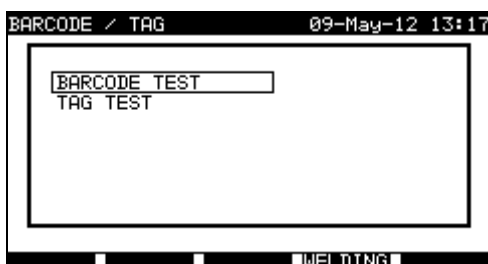 BARCODE / TAG 09-May-12 13:17
BARCODE TEST
TAG TEST
WELDING